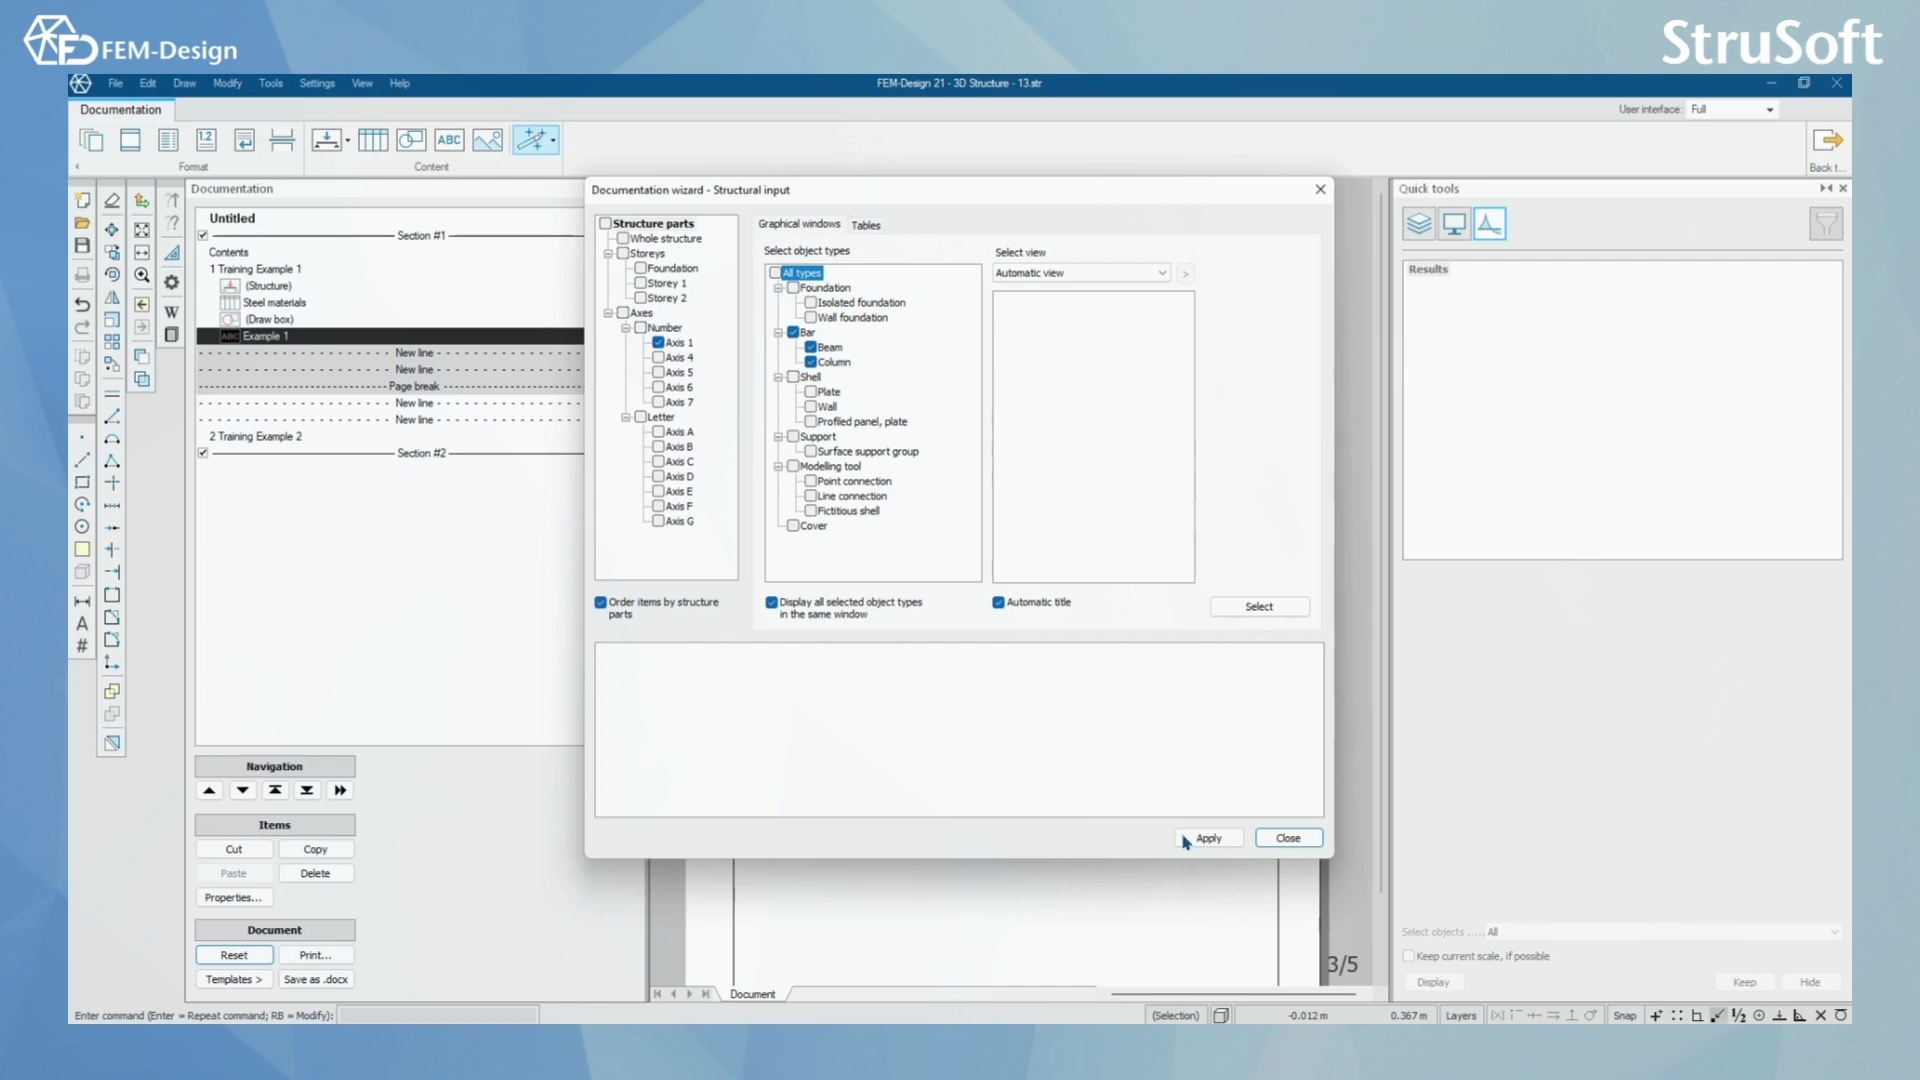 FEM-Design
StruSoft
File Edit Draw Modify Tools Settings View Help
FEM-Design 21 - 3D Structure - 13.str
Documentation
User interface: Full
1.2
ABC
Format
Content
Back t...
Documentation
Untitled
Section #1
Contents
1 Training Example 1
(Structure)
Steel materials
(Draw box)
ABC Example 1
New line
New line
Page break
New line
New line
2 Training Example 2
Section #2
Navigation
Items
Cut Copy
Paste Delete
Properties...
Document
Reset Print...
Templates > Save as .docx
Documentation wizard - Structural input
Structure parts
Whole structure
Storeys
Foundation
Storey 1
Storey 2
Axes
Number
Axis 1
Axis 4
Axis 5
Axis 6
Axis 7
Letter
Axis A
Axis B
Axis C
Axis D
Axis E
Axis F
Axis G
Order items by structure
parts
Graphical windows Tables
Select object types
All types
Foundation
Isolated foundation
Wall foundation
Bar
Beam
Column
Shell
Plate
Wall
Profiled panel, plate
Support
Surface support group
Modelling tool
Point connection
Line connection
Fictitious shell
Cover
Display all selected object types
in the same window
Select view
Automatic view
>
Automatic title
Select
Apply Close
3/5
Document
Quick tools
Results
Select objects ..... All
Keep current scale, if possible
Display Keep Hide
?
??
W
A
#
Enter command (Enter = Repeat command; RB = Modify):
(Selection) -0.012 m 0.367 m Layers Snap 1/2